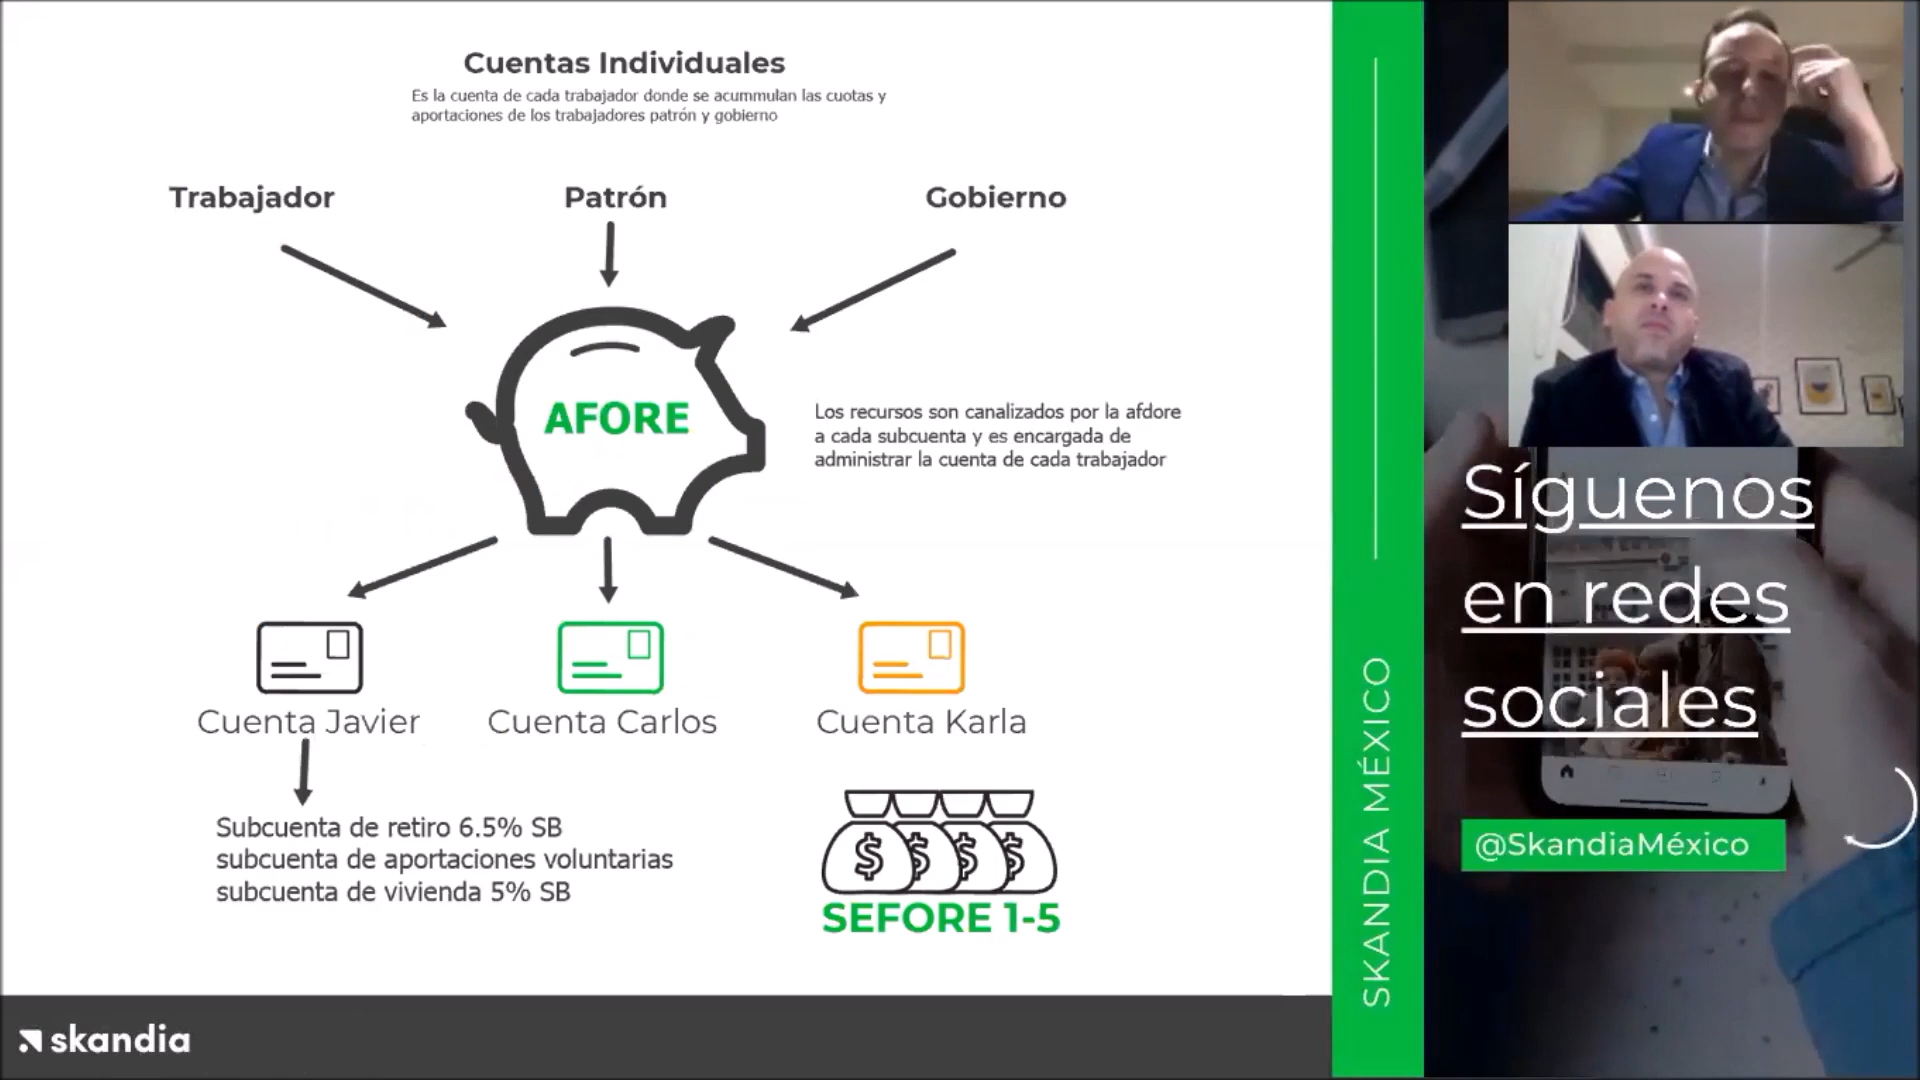 Cuentas Individuales
Es la cuenta de cada trabajador donde se acummulan las cuotas y
aportaciones de los trabajadores patrón y gobierno
Trabajador
Patrón
Gobierno
AFORE
Los recursos son canalizados por la afdore
a cada subcuenta y es encargada de
administrar la cuenta de cada trabajador
Cuenta Javier
Cuenta Carlos
Cuenta Karla
Subcuenta de retiro 6.5% SB
subcuenta de aportaciones voluntarias
subcuenta de vivienda 5% SB
$ $ $ $
SEFORE 1-5
skandia
SKANDIA MÉXICO
Síguenos
en redes
sociales
@SkandiaMéxico